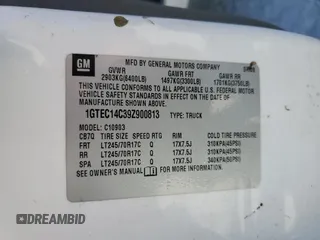 GM
MFD BY GENERAL MOTORS COMPANY
GVWR GAWR FRT GAWR RR
2903KG(6400LB) 1497KG(3300LB) 1701KG(3750LB)
THIS VEHICLE CONFORMS TO ALL APPLICABLE U.S. FEDERAL MOTOR
VEHICLE SAFETY STANDARDS IN EFFECT ON THE DATE OF
MANUFACTURE SHOWN ABOVE.
1GTEC14C39Z900813 TYPE: TRUCK
MODEL: C10903
CB7Q TIRE SIZE SPEED RTG RIM COLD TIRE PRESSURE
FRT LT245/70R17C Q 17X7.5J 310KPA(45PSI)
RR LT245/70R17C Q 17X7.5J 310KPA(45PSI)
SPA LT245/70R17C Q 17X7.5J
SEE OWNER'S MANUAL FOR MORE INFORMATION.
DREAMBID